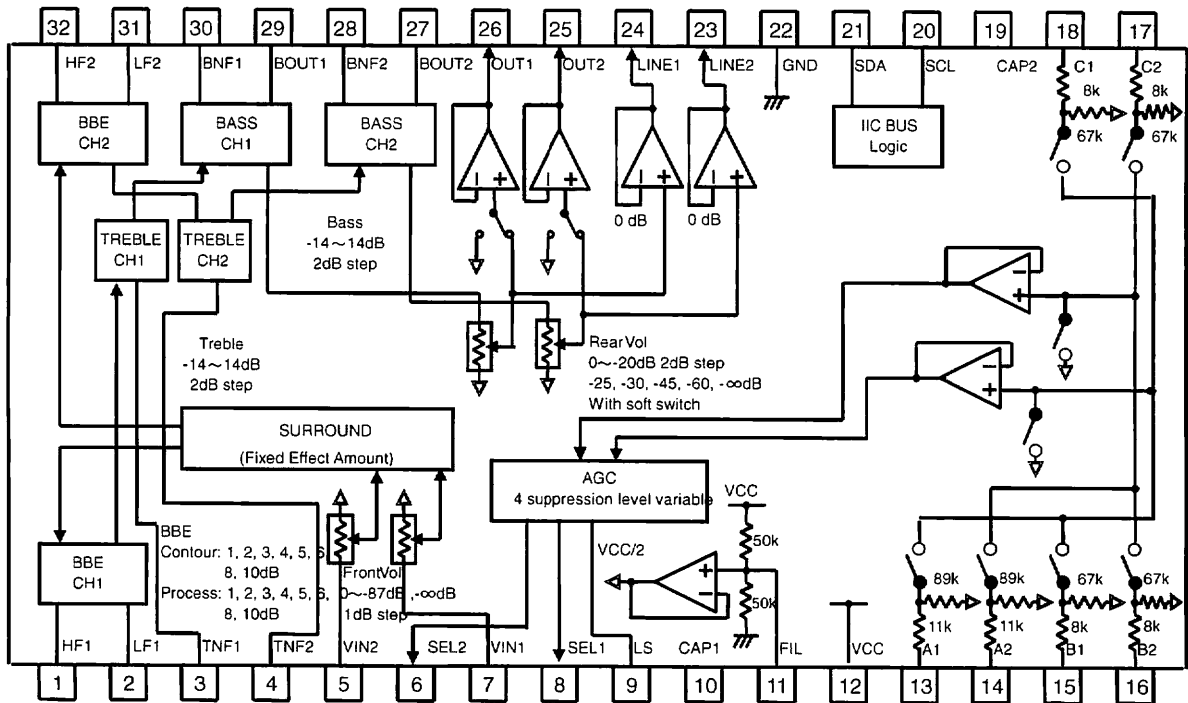 32 31 30 29 28 27 26 25 24 23 22 21 20 19 18 17
HF2 LF2 BNF1 BOUT1 BNF2 BOUT2 OUT1 OUT2 LINE1 LINE2 GND SDA SCL CAP2 C1 C2
8k 8k
67k 67k
BBE
CH2
BASS
CH1
BASS
CH2
IIC BUS
Logic
0 dB 0 dB
TREBLE
CH1
TREBLE
CH2
Bass
-14~14dB
2dB step
Treble
-14~14dB
2dB step
RearVol
0~-20dB 2dB step
-25, -30, -45, -60, -∞dB
With soft switch
SURROUND
(Fixed Effect Amount)
AGC
4 suppression level variable
VCC
50k
VCC/2
50k
BBE
CH1
BBE
Contour: 1, 2, 3, 4, 5, 6,
8, 10dB
Process: 1, 2, 3, 4, 5, 6,
8, 10dB
FrontVol
0~-87dB, -∞dB
1dB step
89k 89k 67k 67k
11k 11k 8k 8k
HF1 LF1 TNF1 TNF2 VIN2 SEL2 VIN1 SEL1 LS CAP1 FIL VCC A1 A2 B1 B2
1 2 3 4 5 6 7 8 9 10 11 12 13 14 15 16